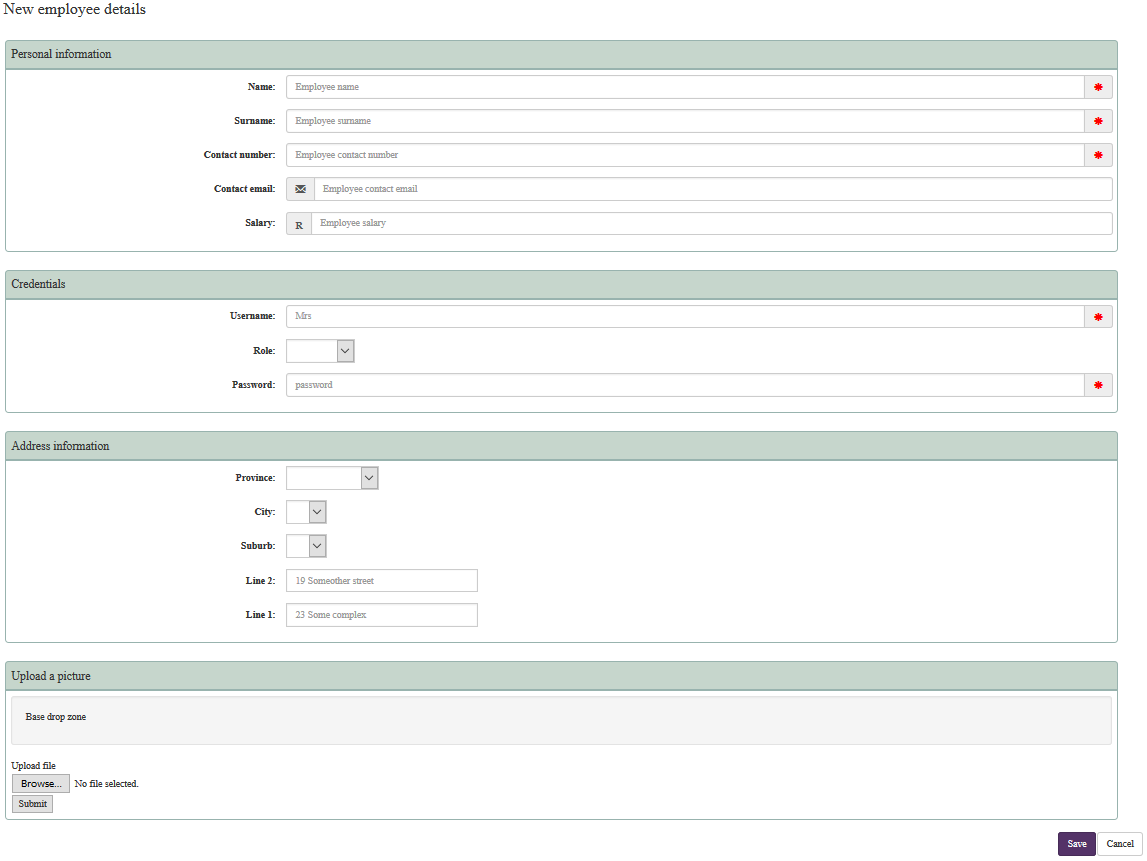 New employee details
Personal information
Name: Employee name
Surname: Employee surname
Contact number: Employee contact number
Contact email: Employee contact email
Salary: R Employee salary
Credentials
Username: Mrs
Role:
Password: password
Address information
Province:
City:
Suburb:
Line 2: 19 Someother street
Line 1: 23 Some complex
Upload a picture
Base drop zone
Upload file
Browse... No file selected.
Submit
Save Cancel